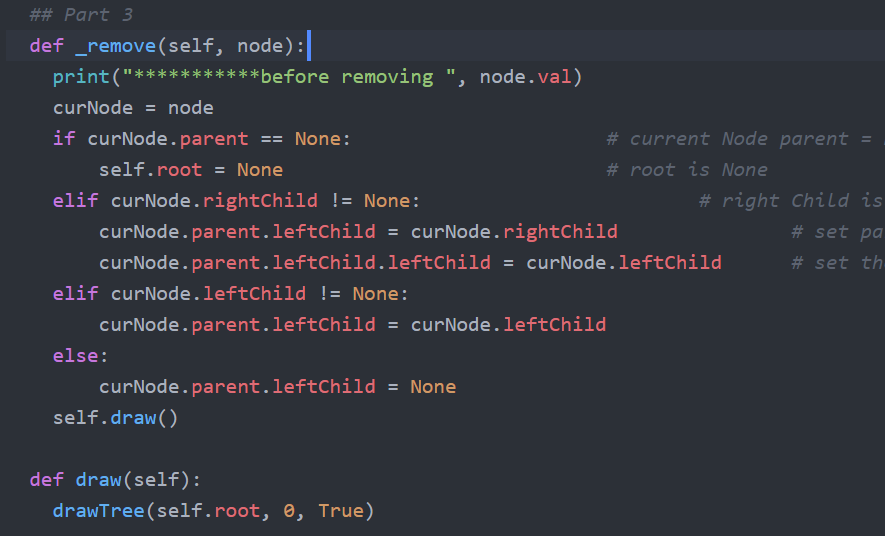 ## Part 3
def _remove(self, node):
print("***********before removing ", node.val)
curNode = node
if curNode.parent == None: # current Node parent =
self.root = None # root is None
elif curNode.rightChild != None: # right Child is
curNode.parent.leftChild = curNode.rightChild # set pa
curNode.parent.leftChild.leftChild = curNode.leftChild # set th
elif curNode.leftChild != None:
curNode.parent.leftChild = curNode.leftChild
else:
curNode.parent.leftChild = None
self.draw()
def draw(self):
drawTree(self.root, 0, True)